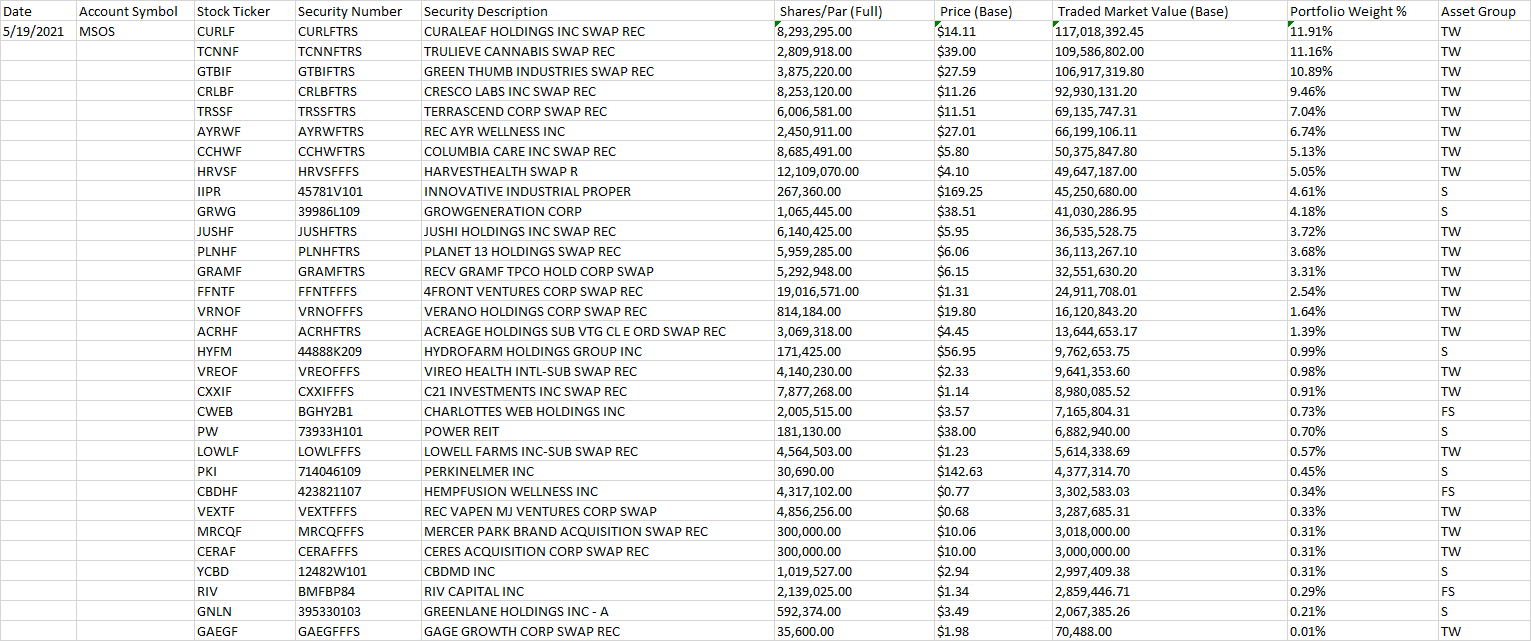 Date Account Symbol Stock Ticker Security Number Security Description Shares/Par (Full) Price (Base) Traded Market Value (Base) Portfolio Weight % Asset Group
5/19/2021 MSOS CURLF CURLFTRS CURALEAF HOLDINGS INC SWAP REC 8,293,295.00 $14.11 117,018,392.45 11.91% TW
TCNNF TCNNFTRS TRULIEVE CANNABIS SWAP REC 2,809,918.00 $39.00 109,586,802.00 11.16% TW
GTBIF GTBIFTRS GREEN THUMB INDUSTRIES SWAP REC 3,875,220.00 $27.59 106,917,319.80 10.89% TW
CRLBF CRLBFTRS CRESCO LABS INC SWAP REC 8,253,120.00 $11.26 92,930,131.20 9.46% TW
TRSSF TRSSFTRS TERRASCEND CORP SWAP REC 6,006,581.00 $11.51 69,135,747.31 7.04% TW
AYRWF AYRWFTRS REC AYR WELLNESS INC 2,450,911.00 $27.01 66,199,106.11 6.74% TW
CCHWF CCHWFTRS COLUMBIA CARE INC SWAP REC 8,685,491.00 $5.80 50,375,847.80 5.13% TW
HRVSF HRVSFFFS HARVESTHEALTH SWAP R 12,109,070.00 $4.10 49,647,187.00 5.05% TW
IIPR 45781V101 INNOVATIVE INDUSTRIAL PROPER 267,360.00 $169.25 45,250,680.00 4.61% S
GRWG 39986L109 GROWGENERATION CORP 1,065,445.00 $38.51 41,030,286.95 4.18% S
JUSHF JUSHFTRS JUSHI HOLDINGS INC SWAP REC 6,140,425.00 $5.95 36,535,528.75 3.72% TW
PLNHF PLNHFTRS PLANET 13 HOLDINGS SWAP REC 5,959,285.00 $6.06 36,113,267.10 3.68% TW
GRAMF GRAMFTRS RECV GRAMF TPCO HOLD CORP SWAP 5,292,948.00 $6.15 32,551,630.20 3.31% TW
FFNTF FFNTFFFS 4FRONT VENTURES CORP SWAP REC 19,016,571.00 $1.31 24,911,708.01 2.54% TW
VRNOF VRNOFFFS VERANO HOLDINGS CORP SWAP REC 814,184.00 $19.80 16,120,843.20 1.64% TW
ACRHF ACRHFTRS ACREAGE HOLDINGS SUB VTG CL E ORD SWAP REC 3,069,318.00 $4.45 13,644,653.17 1.39% TW
HYFM 44888K209 HYDROFARM HOLDINGS GROUP INC 171,425.00 $56.95 9,762,653.75 0.99% S
VREOF VREOFFFS VIREO HEALTH INTL-SUB SWAP REC 4,140,230.00 $2.33 9,641,353.60 0.98% TW
CXXIF CXXIFFFS C21 INVESTMENTS INC SWAP REC 7,877,268.00 $1.14 8,980,085.52 0.91% TW
CWEB BGHY2B1 CHARLOTTES WEB HOLDINGS INC 2,005,515.00 $3.57 7,165,804.31 0.73% FS
PW 73933H101 POWER REIT 181,130.00 $38.00 6,882,940.00 0.70% S
LOWLF LOWLFFFS LOWELL FARMS INC-SUB SWAP REC 4,564,503.00 $1.23 5,614,338.69 0.57% TW
PKI 714046109 PERKINELMER INC 30,690.00 $142.63 4,377,314.70 0.45% S
CBDHF 423821107 HEMPFUSION WELLNESS INC 4,317,102.00 $0.77 3,302,583.03 0.34% FS
VEXTF VEXTFFFS REC VAPEN MJ VENTURES CORP SWAP 4,856,256.00 $0.68 3,287,685.31 0.33% TW
MRCQF MRCQFFFS MERCER PARK BRAND ACQUISITION SWAP REC 300,000.00 $10.06 3,018,000.00 0.31% TW
CERAF CERAFFFS CERES ACQUISITION CORP SWAP REC 300,000.00 $10.00 3,000,000.00 0.31% TW
YCBD 12482W101 CBDMD INC 1,019,527.00 $2.94 2,997,409.38 0.31% S
RIV BMFBP84 RIV CAPITAL INC 2,139,025.00 $1.34 2,859,446.71 0.29% FS
GNLN 395330103 GREENLANE HOLDINGS INC - A 592,374.00 $3.49 2,067,385.26 0.21% S
GAEGF GAEGFFFS GAGE GROWTH CORP SWAP REC 35,600.00 $1.98 70,488.00 0.01% TW